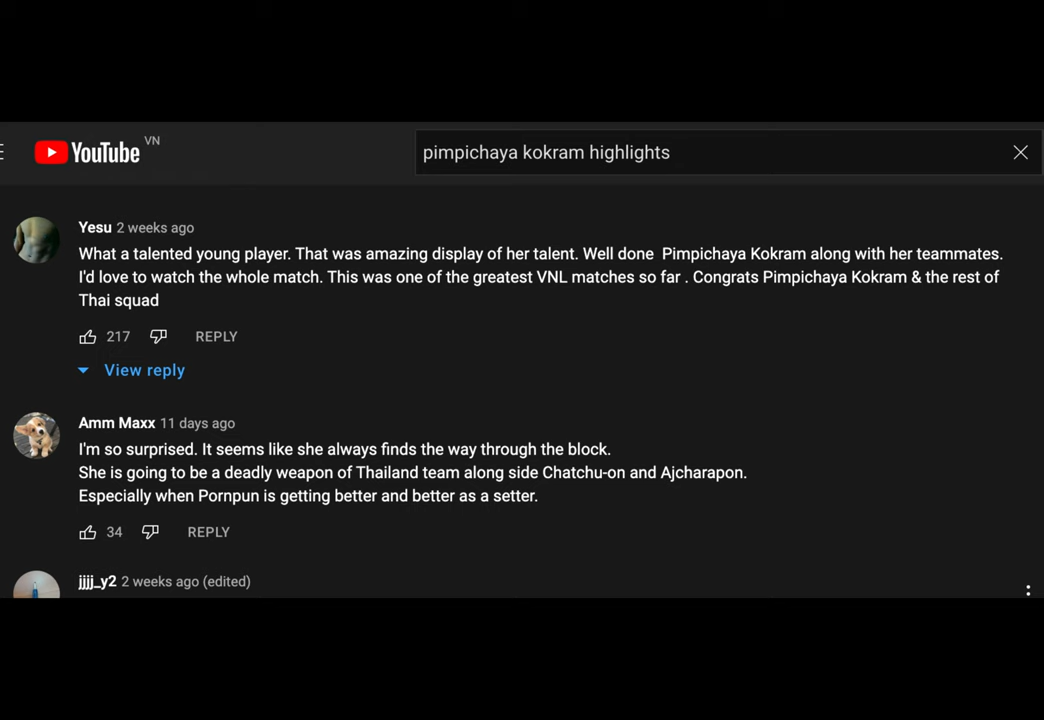 YouTube VN
pimpichaya kokram highlights
Yesu 2 weeks ago
What a talented young player. That was amazing display of her talent. Well done  Pimpichaya Kokram along with her teammates.
I'd love to watch the whole match. This was one of the greatest VNL matches so far . Congrats Pimpichaya Kokram & the rest of
Thai squad
217 REPLY
View reply
Amm Maxx 11 days ago
I'm so surprised. It seems like she always finds the way through the block.
She is going to be a deadly weapon of Thailand team along side Chatchu-on and Ajcharapon.
Especially when Pornpun is getting better and better as a setter.
34 REPLY
jjjj_y2 2 weeks ago (edited)